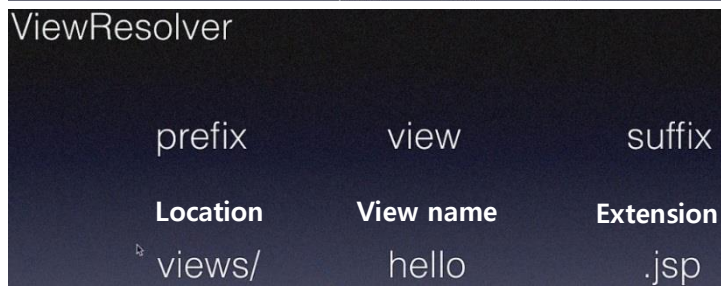 ViewResolver
prefix view suffix
Location View name Extension
views/ hello .jsp